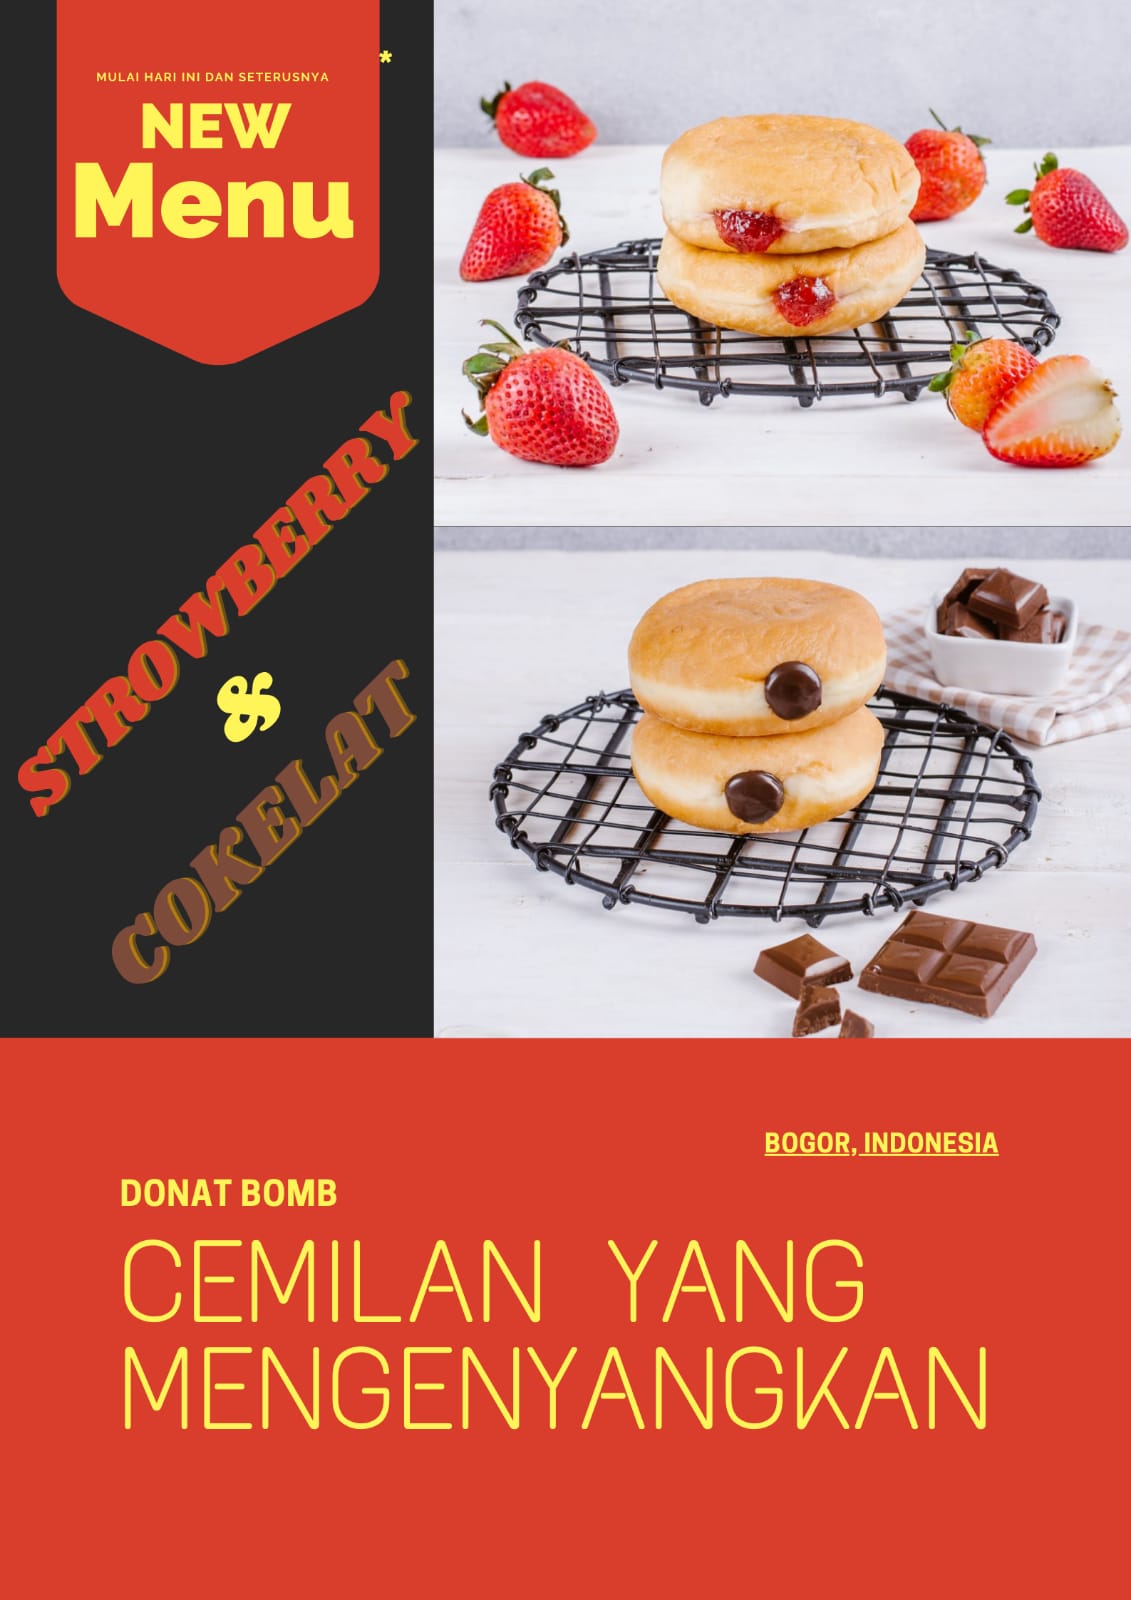 *
MULAI HARI INI DAN SETERUSNYA
NEW
Menu
STROWBERRY
&
COKELAT
BOGOR, INDONESIA
DONAT BOMB
CEMILAN YANG
MENGENYANGKAN